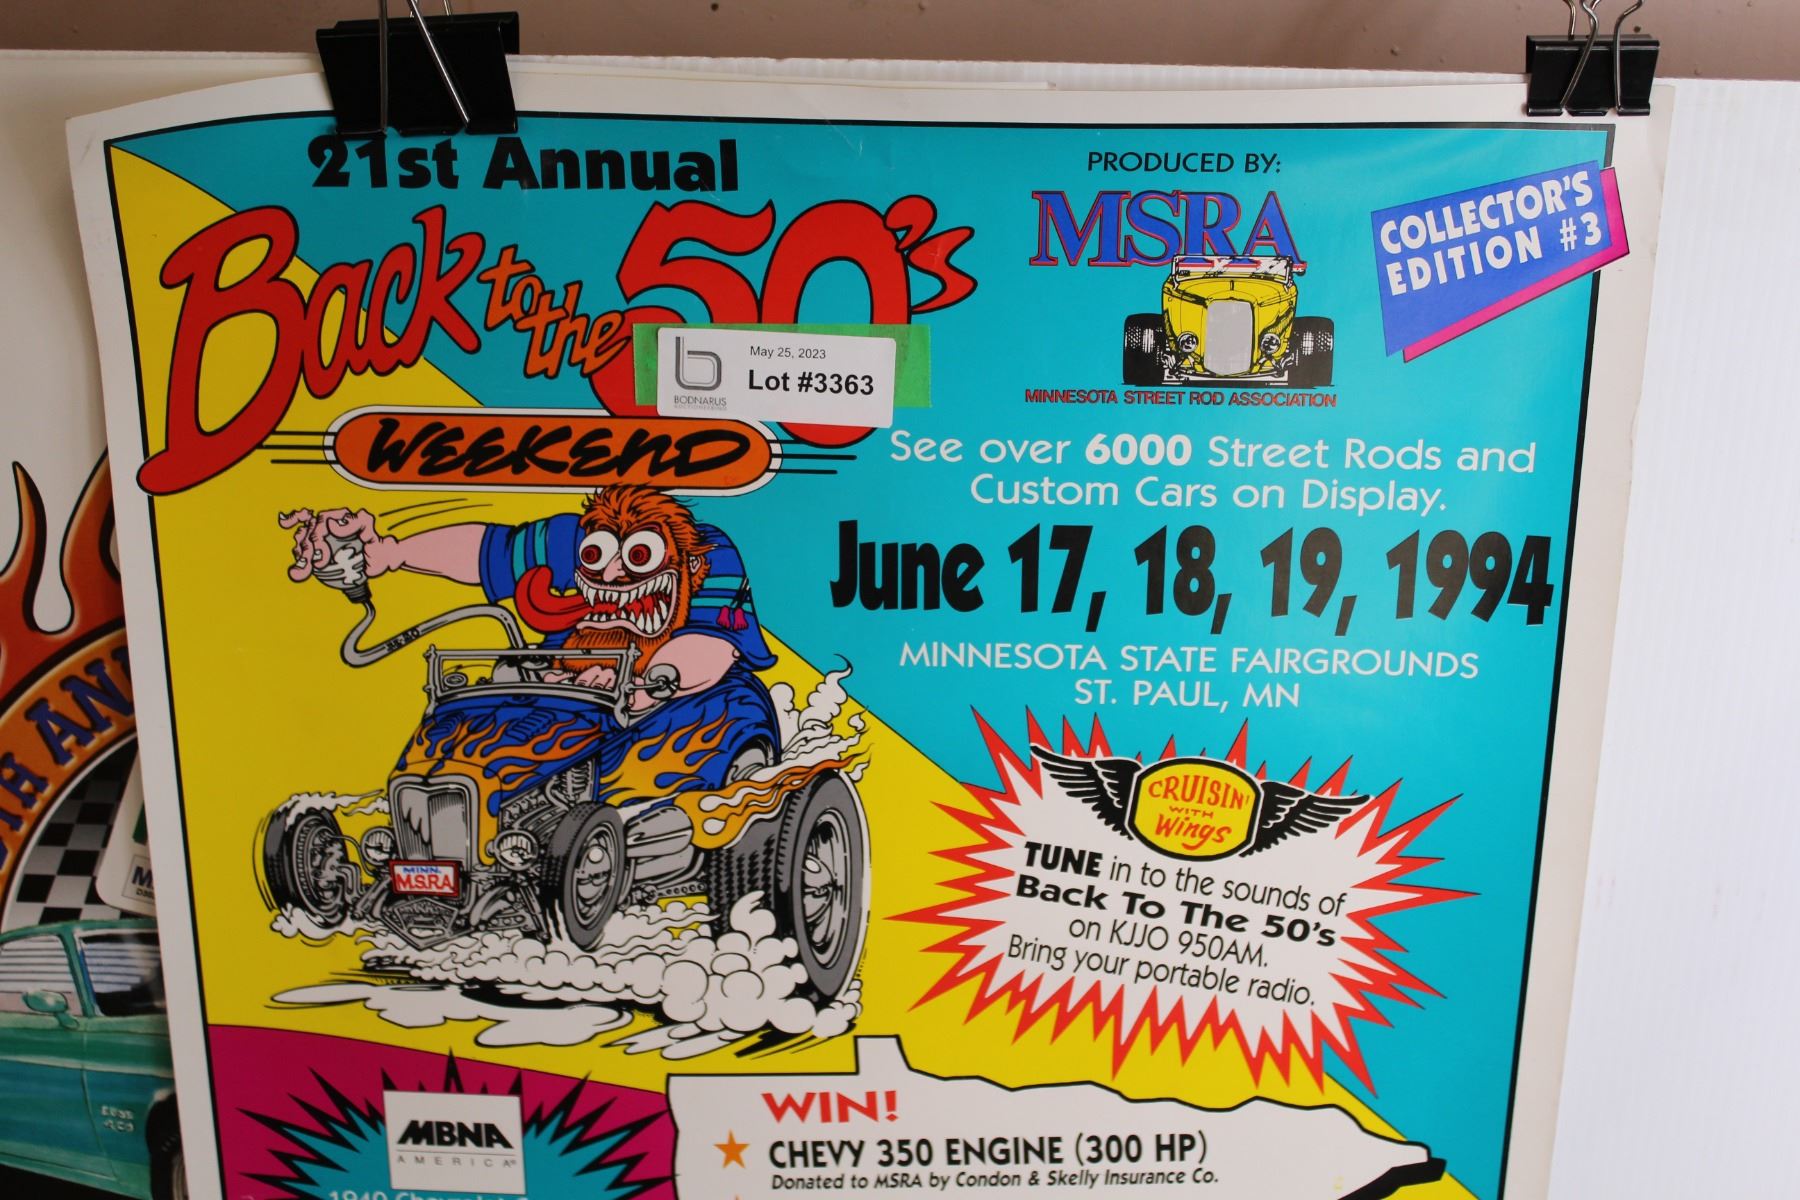 21st Annual
Back to the 50's
WEEKEND
May 25, 2023
Lot #3363
BODNARUS
AUCTIONEERING
PRODUCED BY:
MSRA
MINNESOTA STREET ROD ASSOCIATION
COLLECTOR'S
EDITION #3
See over 6000 Street Rods and
Custom Cars on Display.
June 17, 18, 19, 1994
MINNESOTA STATE FAIRGROUNDS
ST. PAUL, MN
CRUISIN'
WITH
Wings
TUNE in to the sounds of
Back To The 50's
on KJJO 950AM.
Bring your portable radio.
MINN.
M.S.R.A.
MBNA
AMERICA®
WIN!
CHEVY 350 ENGINE (300 HP)
Donated to MSRA by Condon & Skelly Insurance Co.